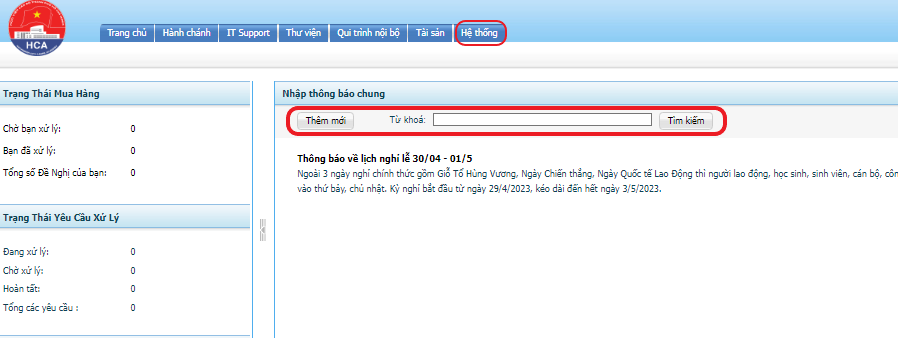 HCA
Trang chủ Hành chánh IT Support Thư viện Qui trình nội bộ Tài sản Hệ thống
Trạng Thái Mua Hàng
Chờ bạn xử lý: 0
Bạn đã xử lý: 0
Tổng số Đề Nghị của bạn: 0
Trạng Thái Yêu Cầu Xử Lý
Đang xử lý: 0
Chờ xử lý: 0
Hoàn tất: 0
Tổng các yêu cầu : 0
Nhập thông báo chung
Thêm mới Từ khoá: Tìm kiếm
Thông báo về lịch nghỉ lễ 30/04 - 01/5
Ngoài 3 ngày nghỉ chính thức gồm Giỗ Tổ Hùng Vương, Ngày Chiến thắng, Ngày Quốc tế Lao Động thì người lao động, học sinh, sinh viên, cán bộ, côn
vào thứ bảy, chủ nhật. Kỳ nghỉ bắt đầu từ ngày 29/4/2023, kéo dài đến hết ngày 3/5/2023.